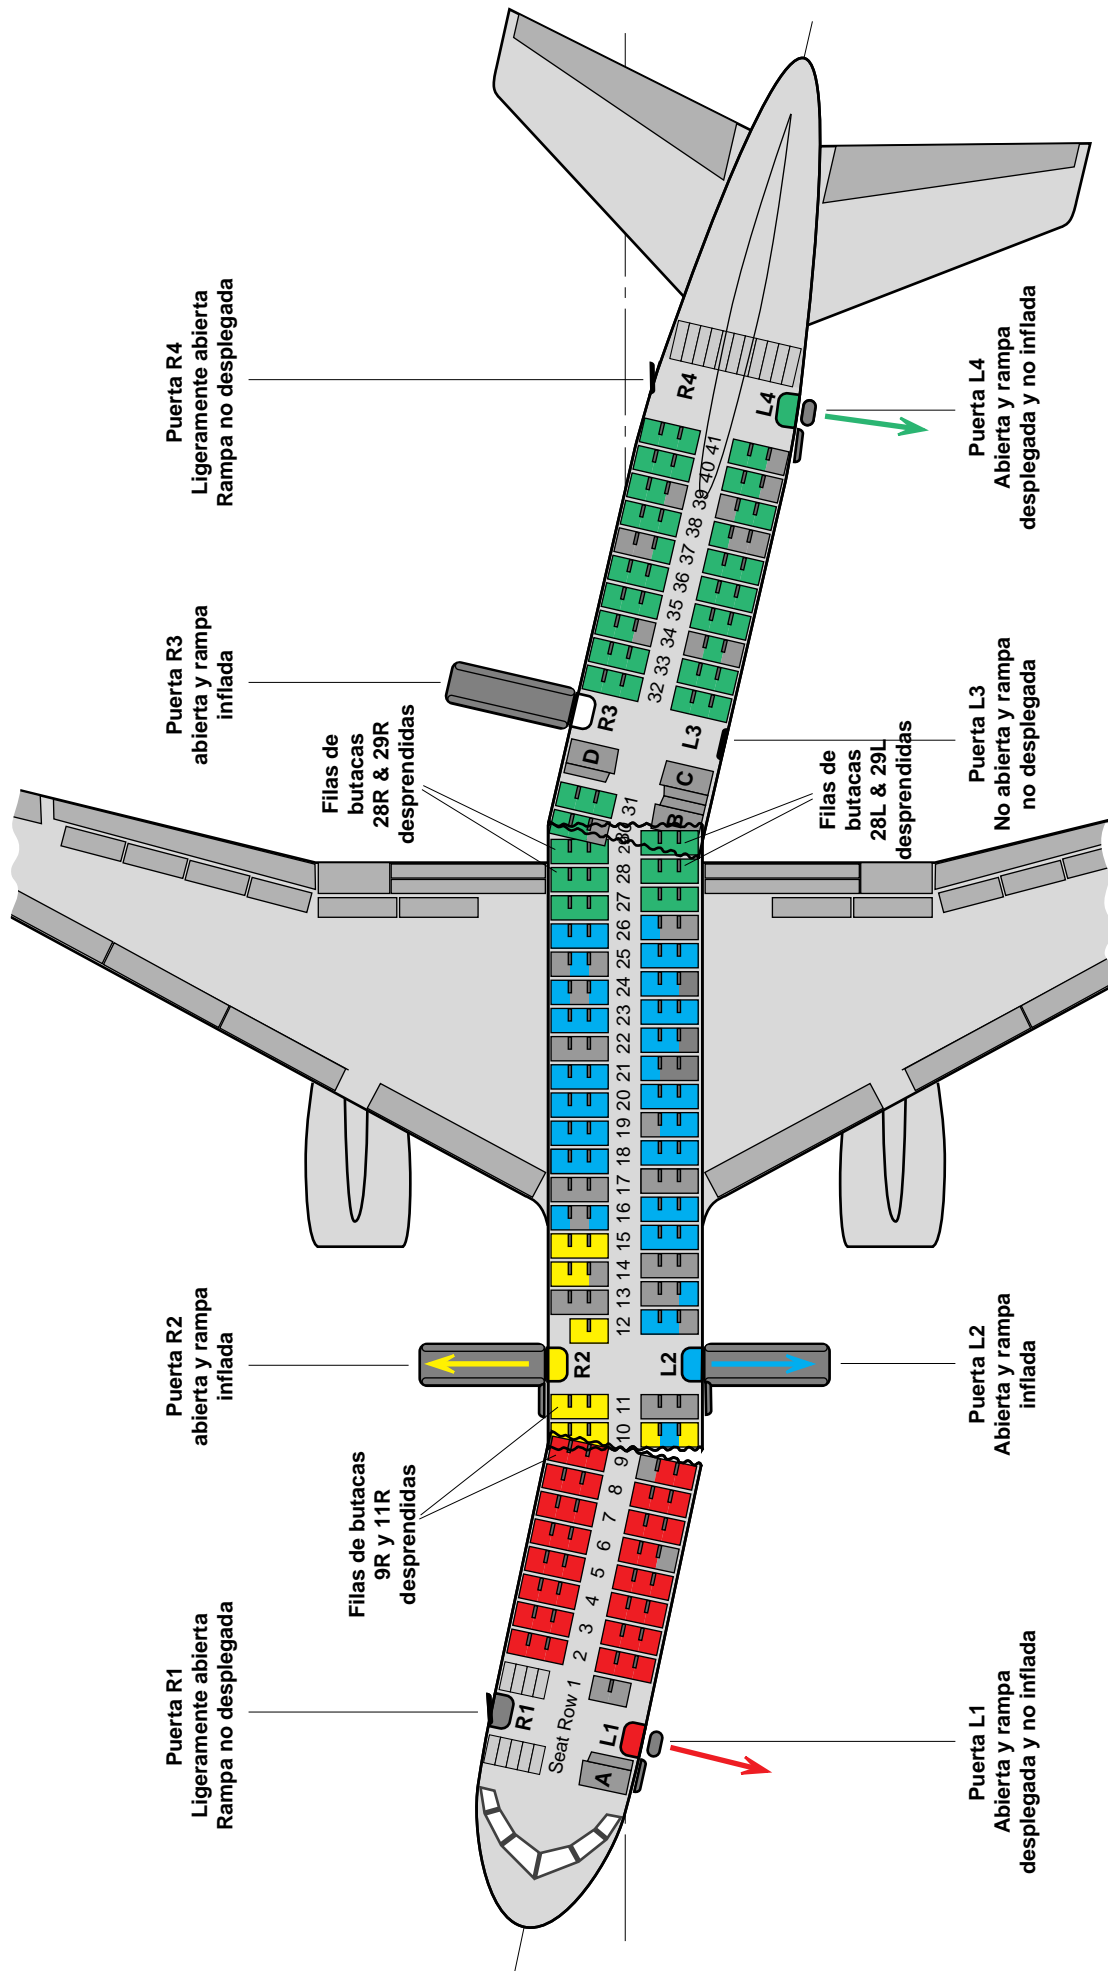 Puerta R1
Ligeramente abierta
Rampa no desplegada
Puerta R2
abierta y rampa
inflada
Puerta R3
abierta y rampa
inflada
Puerta R4
Ligeramente abierta
Rampa no desplegada
Filas de butacas
9R y 11R
desprendidas
Filas de
butacas
28R & 29R
desprendidas
R1
R2
R3
R4
D
Seat Row 1 2 3 4 5 6 7 8 9 10 11 12 13 14 15 16 17 18 19 20 21 22 23 24 25 26 27 28 29 30 31 32 33 34 35 36 37 38 39 40 41
A
B
C
L1
L2
L3
L4
Filas de
butacas
28L & 29L
desprendidas
Puerta L1
Abierta y rampa
desplegada y no inflada
Puerta L2
Abierta y rampa
inflada
Puerta L3
No abierta y rampa
no desplegada
Puerta L4
Abierta y rampa
desplegada y no inflada